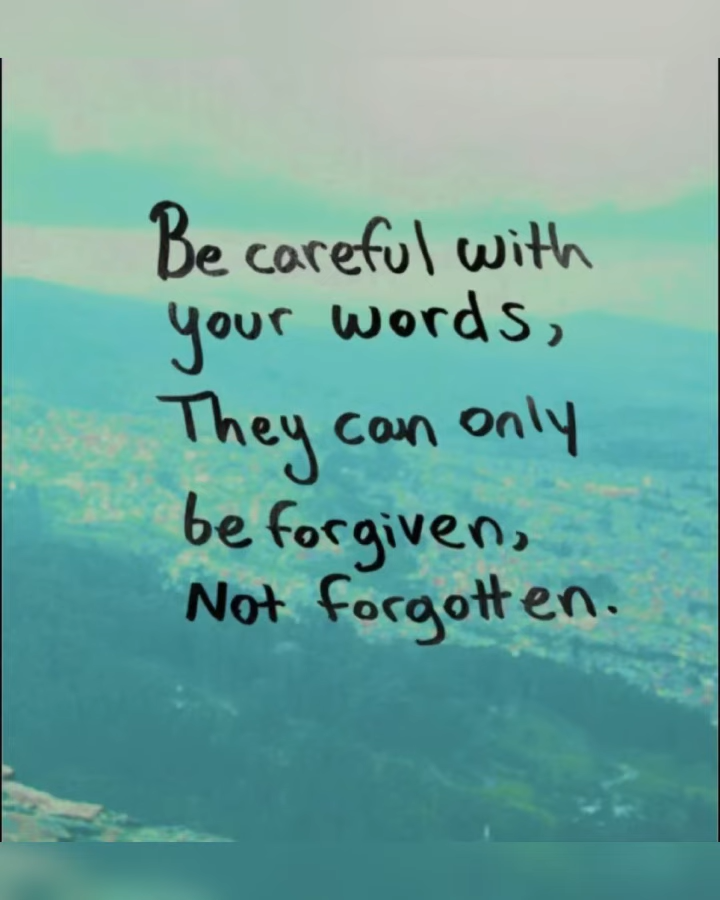 Be careful with
your words,
They can only
be forgiven,
Not forgotten.